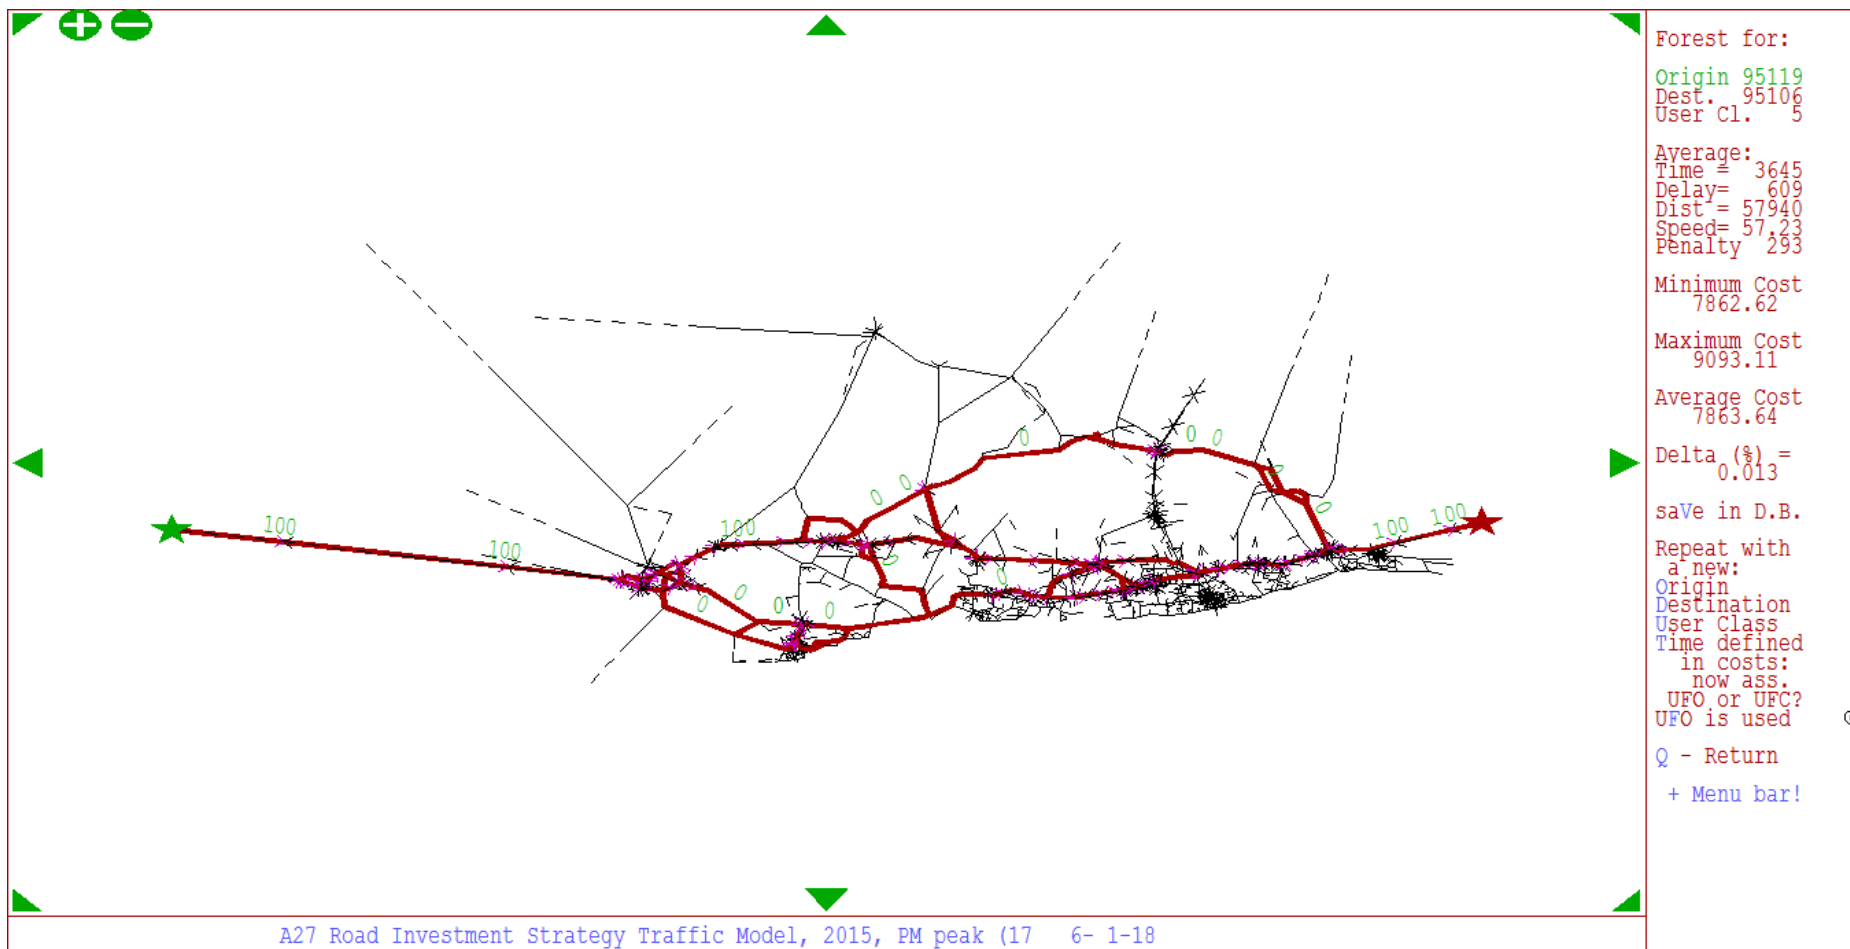 Forest for:
Origin 95119
Dest. 95106
User Cl. 5
Average:
Time = 3645
Delay= 609
Dist = 57940
Speed= 57.23
Penalty 293
Minimum Cost
7862.62
Maximum Cost
9093.11
Average Cost
7863.64
Delta (%) =
0.013
saVe in D.B.
Repeat with
a new:
Origin
Destination
User Class
Time defined
in costs:
now ass.
UFO or UFC?
UFO is used
Q - Return
+ Menu bar!
0
0 0
0 0
0
0
100
100
100
100 100
0
0
0
0 0 0
A27 Road Investment Strategy Traffic Model, 2015, PM peak (17 6- 1-18